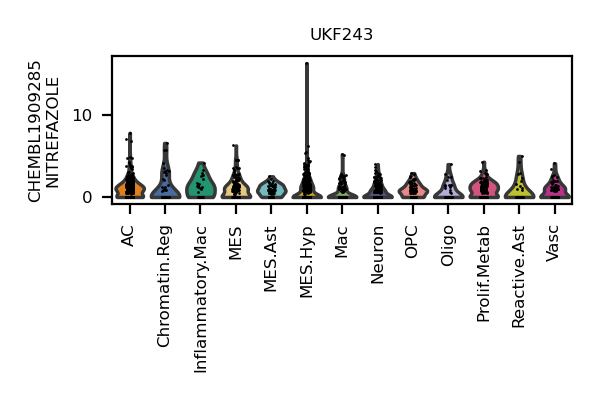 UKF243
CHEMBL1909285
NITREFAZOLE
10
0
AC
Chromatin.Reg
Inflammatory.Mac
MES
MES.Ast
MES.Hyp
Mac
Neuron
OPC
Oligo
Prolif.Metab
Reactive.Ast
Vasc